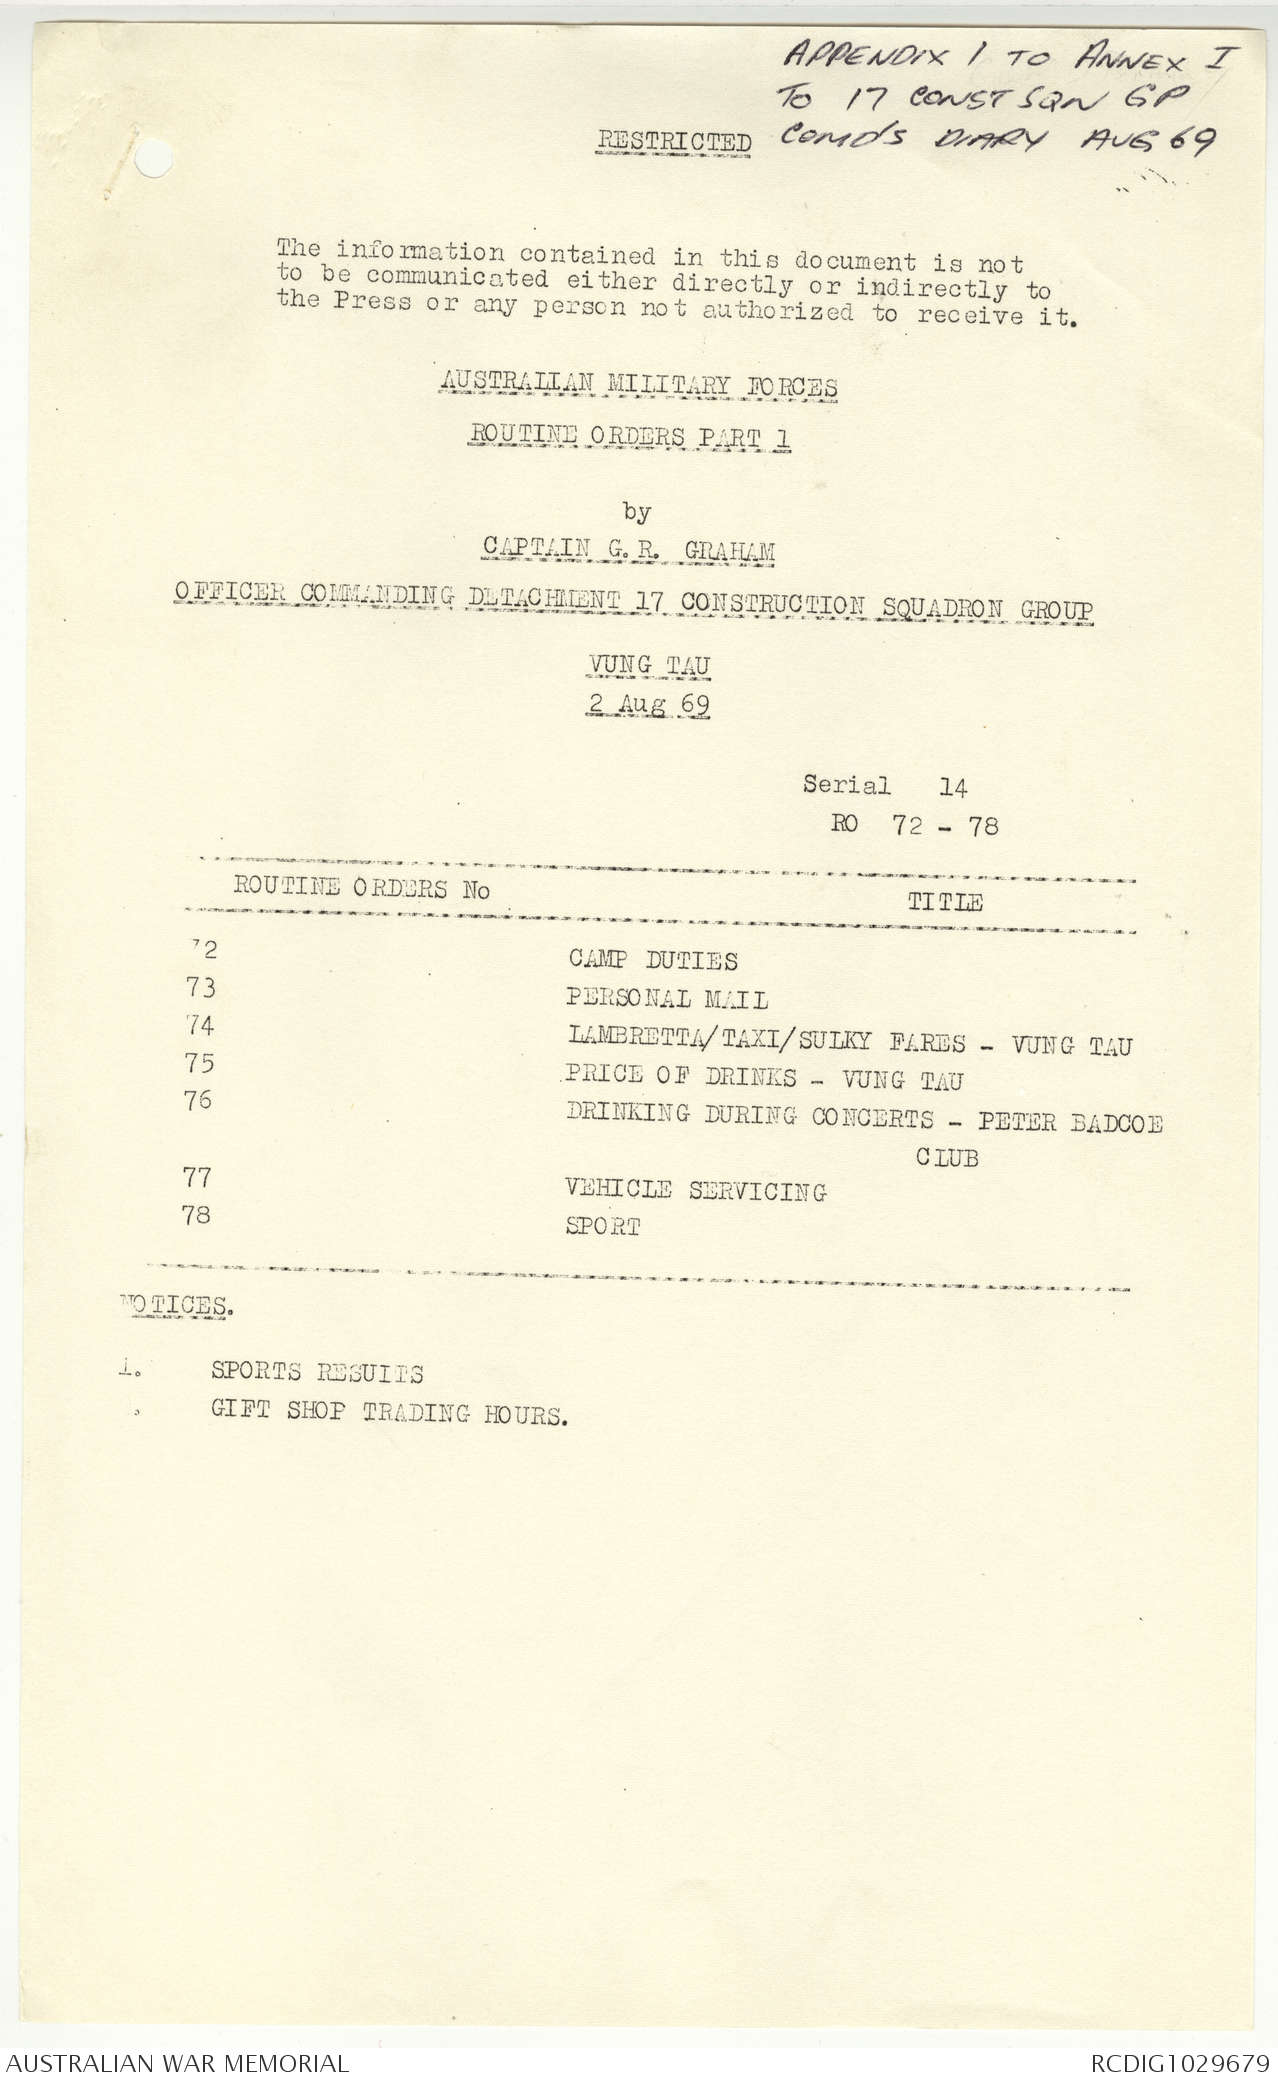 APPENDIX 1 TO ANNEX I
TO 17 CONST SQN GP
COMD'S DIARY AUG 69
RESTRICTED
The information contained in this document is not
to be communicated either directly or indirectly to
the Press or any person not authorized to receive it.
AUSTRALIAN MILITARY FORCES
ROUTINE ORDERS PART 1
by
CAPTAIN G.R. GRAHAM
OFFICER COMMANDING DETACHMENT 17 CONSTRUCTION SQUADRON GROUP
VUNG TAU
2 Aug 69
Serial 14
RO 72 - 78
ROUTINE ORDERS No TITLE
72 CAMP DUTIES
73 PERSONAL MAIL
74 LAMBRETTA/TAXI/SULKY FARES - VUNG TAU
75 PRICE OF DRINKS - VUNG TAU
76 DRINKING DURING CONCERTS - PETER BADCOE
CLUB
77 VEHICLE SERVICING
78 SPORT
NOTICES.
1. SPORTS RESULTS
GIFT SHOP TRADING HOURS.
AUSTRALIAN WAR MEMORIAL
RCDIG1029679